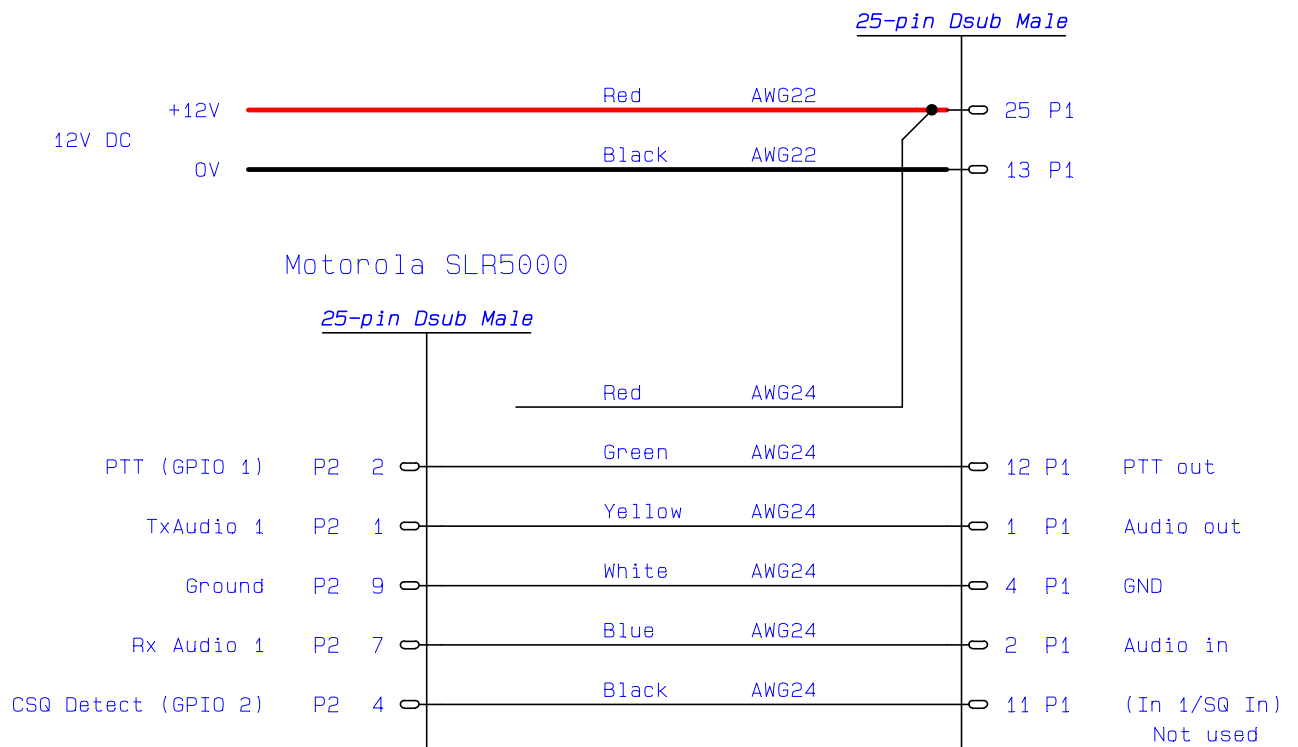 25-pin Dsub Male
Red AWG22
+12V 25 P1
12V DC
Black AWG22
0V 13 P1
Motorola SLR5000
25-pin Dsub Male
Red AWG24
Green AWG24
PTT (GPIO 1) P2 2 12 P1 PTT out
Yellow AWG24
TxAudio 1 P2 1 1 P1 Audio out
White AWG24
Ground P2 9 4 P1 GND
Blue AWG24
Rx Audio 1 P2 7 2 P1 Audio in
Black AWG24
CSQ Detect (GPIO 2) P2 4 11 P1 (In 1/SQ In)
Not used